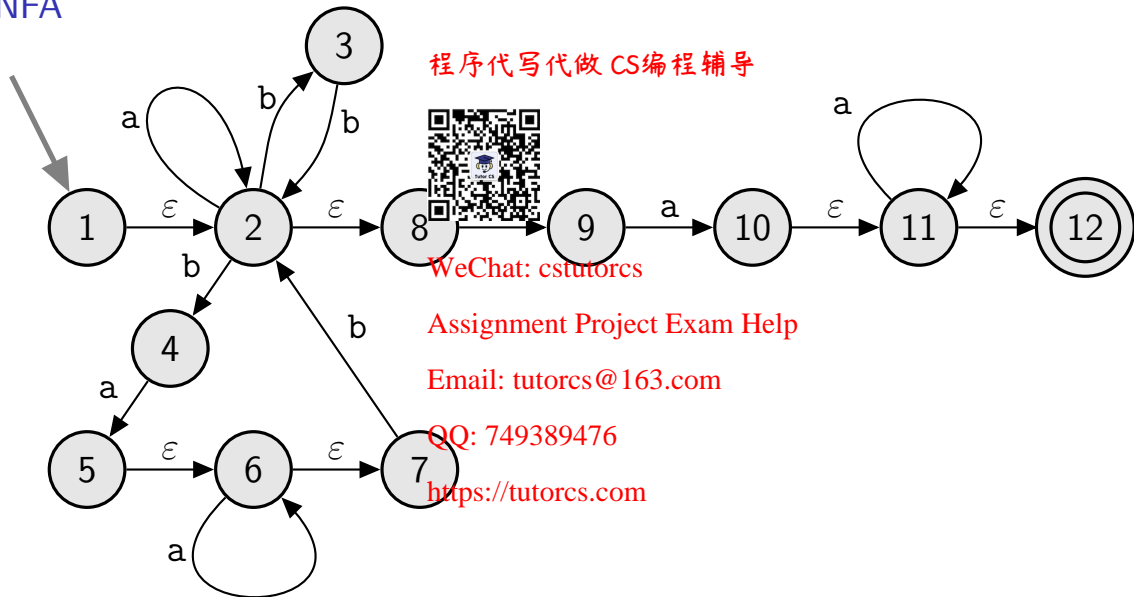 NFA
程序代写代做 CS编程辅导
3
a
b
b
Tutor CS
a
1
ε
2
ε
8
9
a
10
ε
11
ε
12
b
WeChat: cstutorcs
b
Assignment Project Exam Help
4
a
Email: tutorcs@163.com
5
ε
6
ε
7
QQ: 749389476
https://tutorcs.com
a